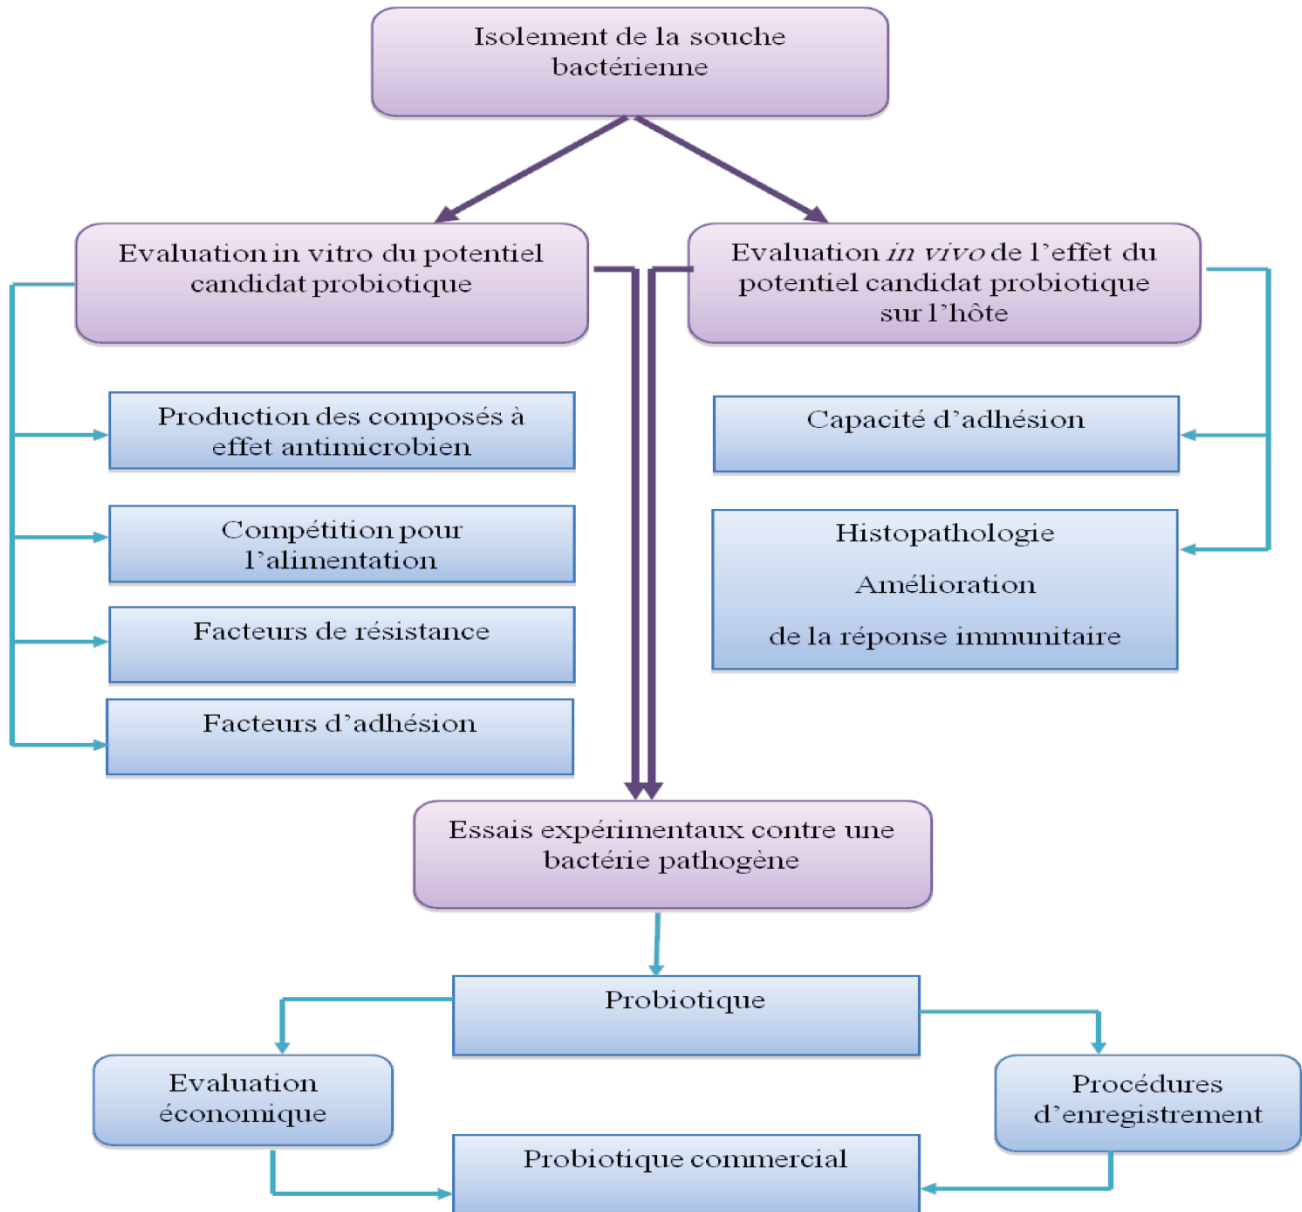 Isolement de la souche
bactérienne
Evaluation in vitro du potentiel
candidat probiotique
Evaluation in vivo de l’effet du
potentiel candidat probiotique
sur l’hôte
Production des composés à
effet antimicrobien
Compétition pour
l’alimentation
Facteurs de résistance
Facteurs d’adhésion
Capacité d’adhésion
Histopathologie
Amélioration
de la réponse immunitaire
Essais expérimentaux contre une
bactérie pathogène
Probiotique
Evaluation
économique
Procédures
d’enregistrement
Probiotique commercial